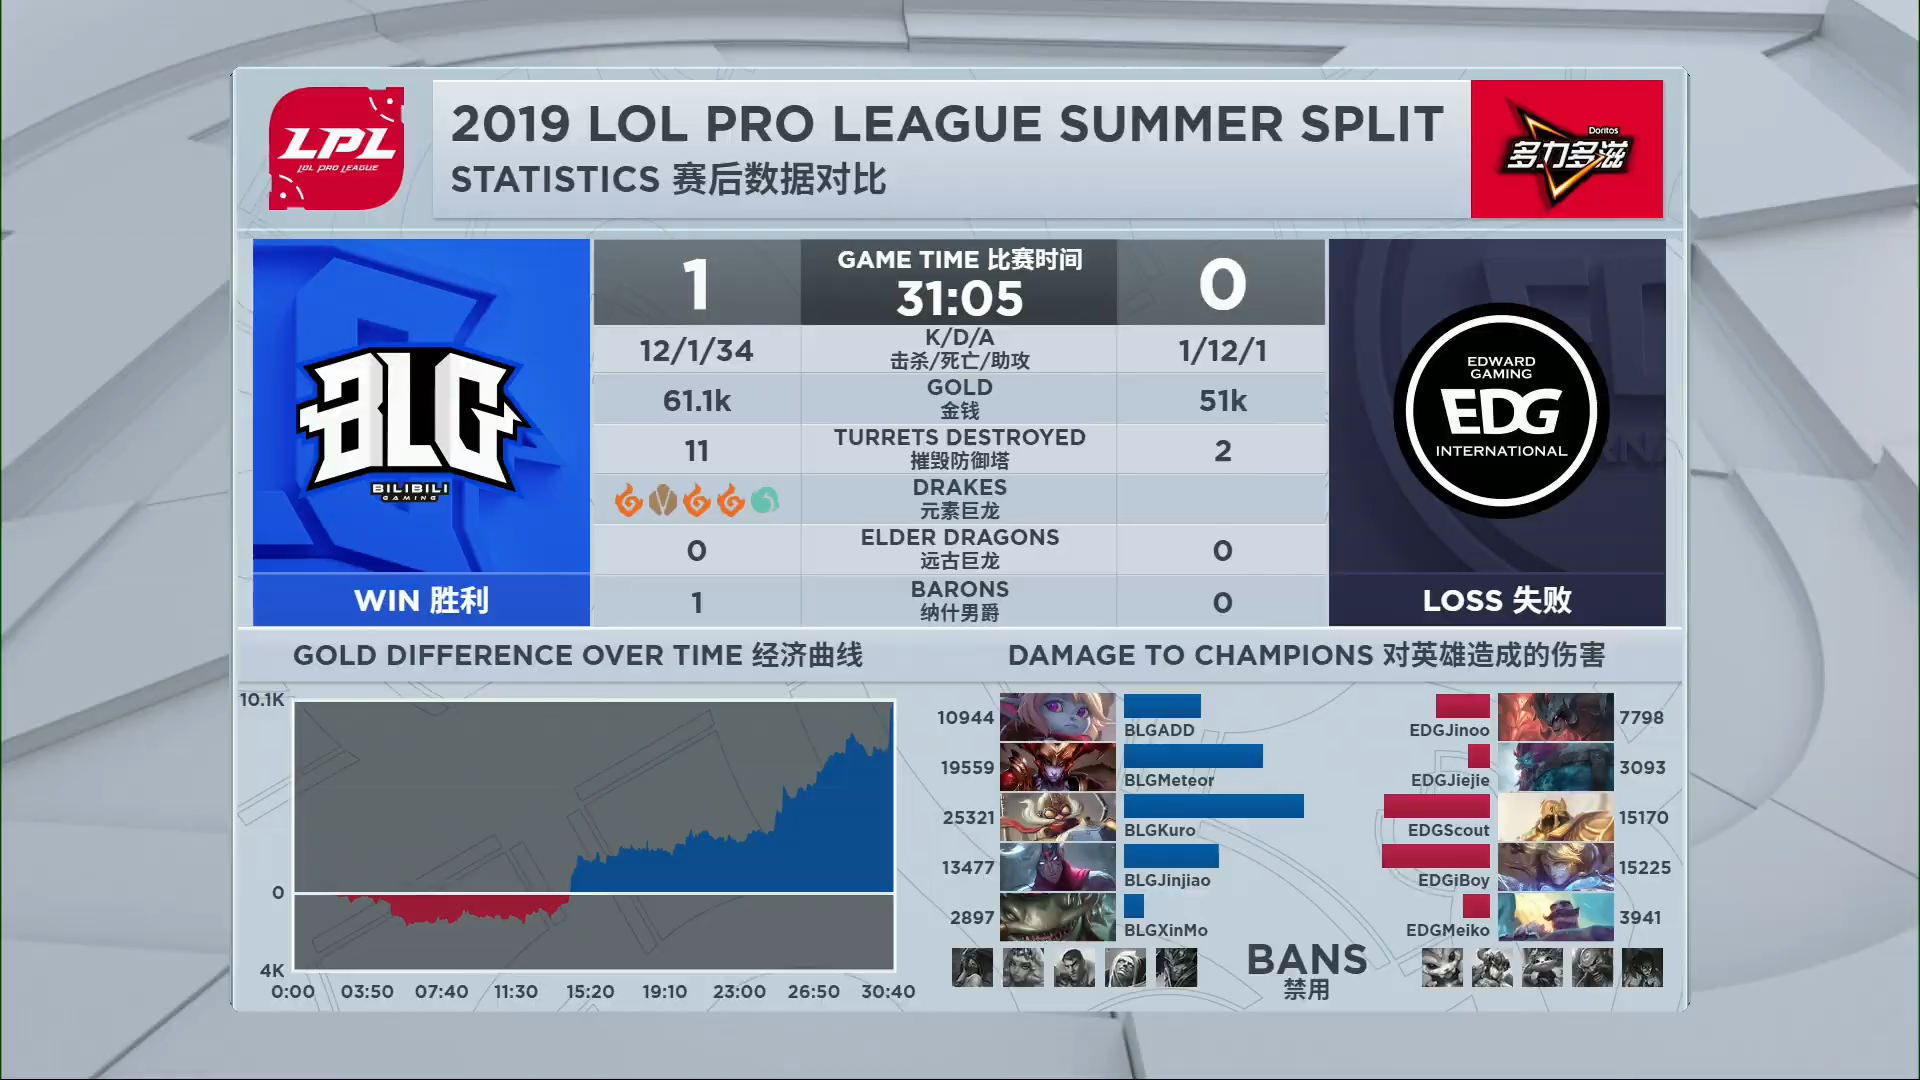 LPL
LOL PRO LEAGUE
2019 LOL PRO LEAGUE SUMMER SPLIT
STATISTICS 赛后数据对比
Doritos
多力多滋
BLG
BILIBILI
GAMING
WIN 胜利
1
GAME TIME 比赛时间
31:05
0
12/1/34
K/D/A
击杀/死亡/助攻
1/12/1
61.1k
GOLD
金钱
51k
11
TURRETS DESTROYED
摧毁防御塔
2
DRAKES
元素巨龙
0
ELDER DRAGONS
远古巨龙
0
1
BARONS
纳什男爵
0
EDWARD
GAMING
EDG
INTERNATIONAL
LOSS 失败
GOLD DIFFERENCE OVER TIME 经济曲线
10.1K
0
4K
0:00 03:50 07:40 11:30 15:20 19:10 23:00 26:50 30:40
DAMAGE TO CHAMPIONS 对英雄造成的伤害
10944
BLGADD
EDGJinoo
7798
19559
BLGMeteor
EDGJiejie
3093
25321
BLGKuro
EDGScout
15170
13477
BLGJinjiao
EDGiBoy
15225
2897
BLGXinMo
EDGMeiko
3941
BANS
禁用